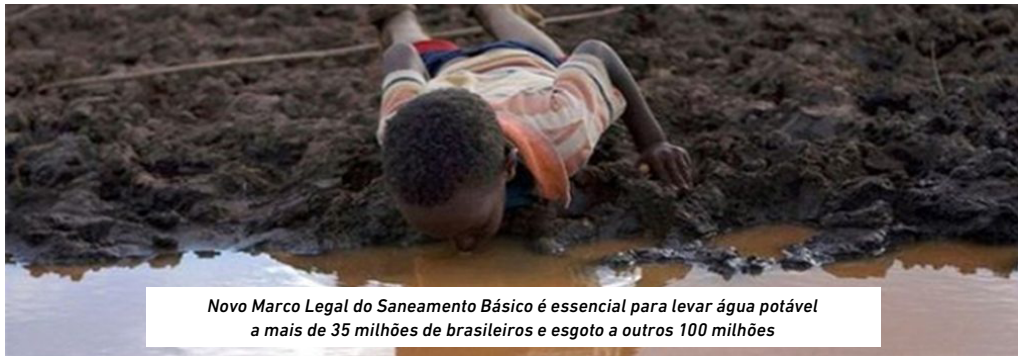 Novo Marco Legal do Saneamento Básico é essencial para levar água potável
a mais de 35 milhões de brasileiros e esgoto a outros 100 milhões